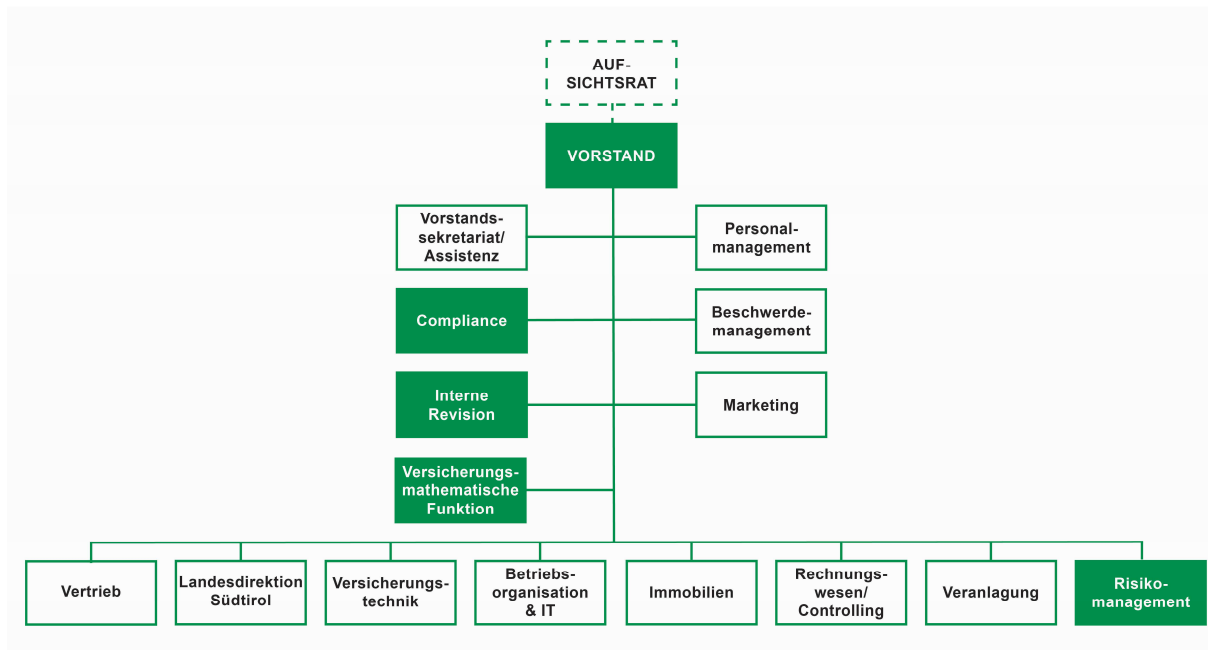 AUF-
SICHTSRAT
VORSTAND
Vorstands-
sekretariat/
Assistenz
Personal-
management
Compliance
Beschwerde-
management
Interne
Revision
Marketing
Versicherungs-
mathematische
Funktion
Vertrieb
Landesdirektion
Südtirol
Versicherungs-
technik
Betriebs-
organisation
& IT
Immobilien
Rechnungs-
wesen/
Controlling
Veranlagung
Risiko-
management